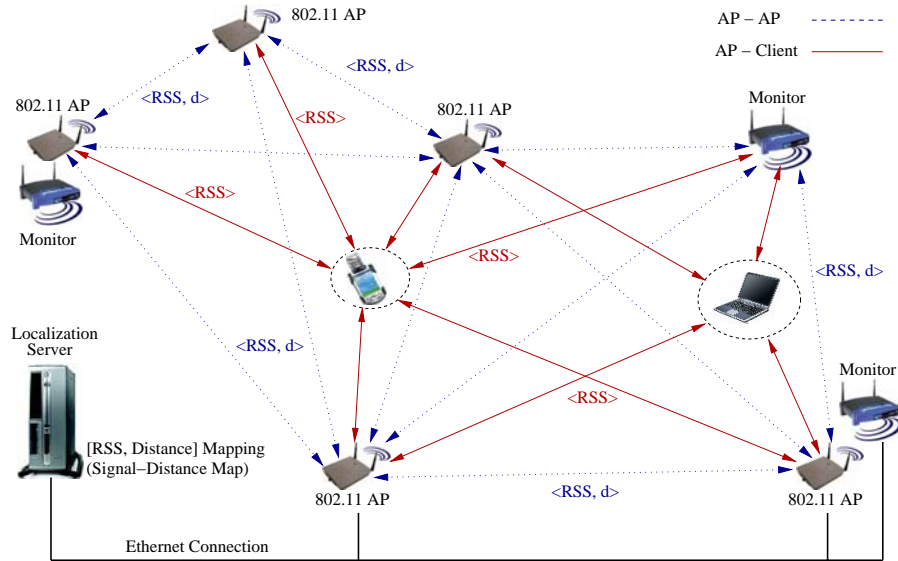 802.11 AP
AP – AP
AP – Client
<RSS, d>
<RSS, d>
802.11 AP
<RSS>
802.11 AP
Monitor
<RSS>
Monitor
<RSS>
<RSS, d>
Localization
Server
<RSS, d>
Monitor
<RSS>
[RSS, Distance] Mapping
(Signal–Distance Map)
<RSS, d>
802.11 AP
802.11 AP
Ethernet Connection